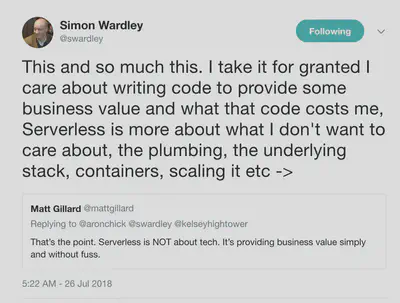 Simon Wardley
@swardley
Following
This and so much this. I take it for granted I
care about writing code to provide some
business value and what that code costs me,
Serverless is more about what I don't want to
care about, the plumbing, the underlying
stack, containers, scaling it etc ->
Matt Gillard @mattgillard
Replying to @aronchick @swardley @kelseyhightower
That's the point. Serverless is NOT about tech. It's providing business value simply
and without fuss.
5:22 AM - 26 Jul 2018